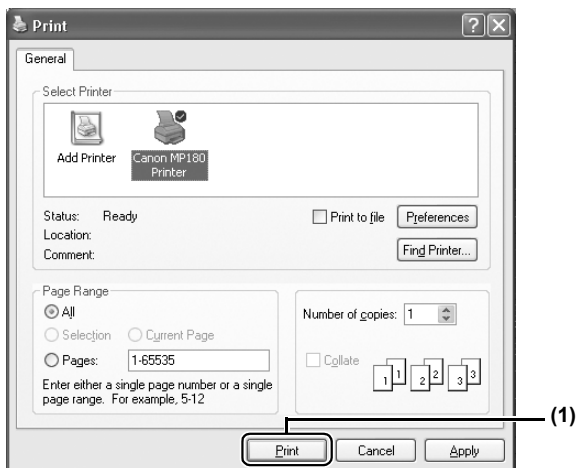 Print
General
Select Printer
Add Printer
Canon MP180
Printer
Status: Ready
Location:
Comment:
Print to file
Preferences
Find Printer...
Page Range
All
Selection
Current Page
Pages: 1-65535
Enter either a single page number or a single
page range. For example, 5-12
Number of copies: 1
Collate
1 1 2 2 3 3
(1)
Print
Cancel
Apply